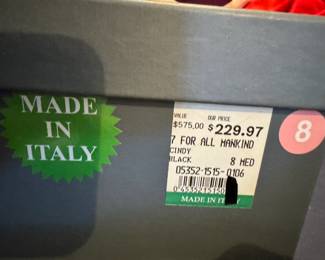 MADE
IN
ITALY
VALUE OUR PRICE
$575.00 $229.97
7 FOR ALL MANKIND
CINDY
BLACK 8 MED
05352-1515-0106
MADE IN
8